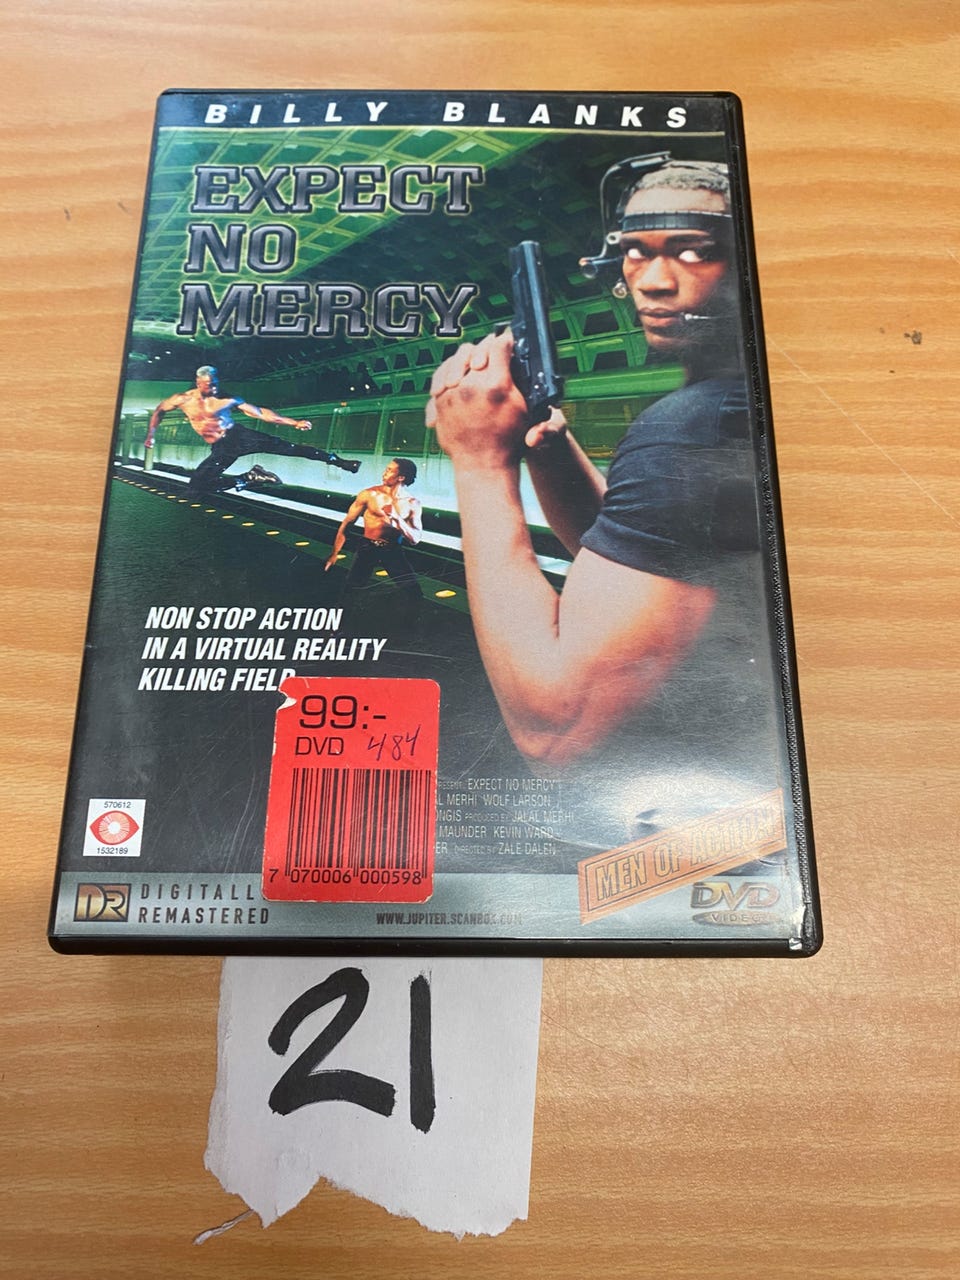 BILLY BLANKS
EXPECT
NO
MERCY
NON STOP ACTION
IN A VIRTUAL REALITY
KILLING FIELD
99:-
DVD 484
7 070006 000598
EXPECT NO MERCY
MERHI WOLF LARSON
PRODUCED BY JALAL MERHI
MAUNDER KEVIN WARD
DIRECTED BY ZALE DALEN
570612
1532189
MEN OF ACTION
DR DIGITALL
REMASTERED
WWW.JUPITER.SCANBOX.COM
DVD
VIDEO
21